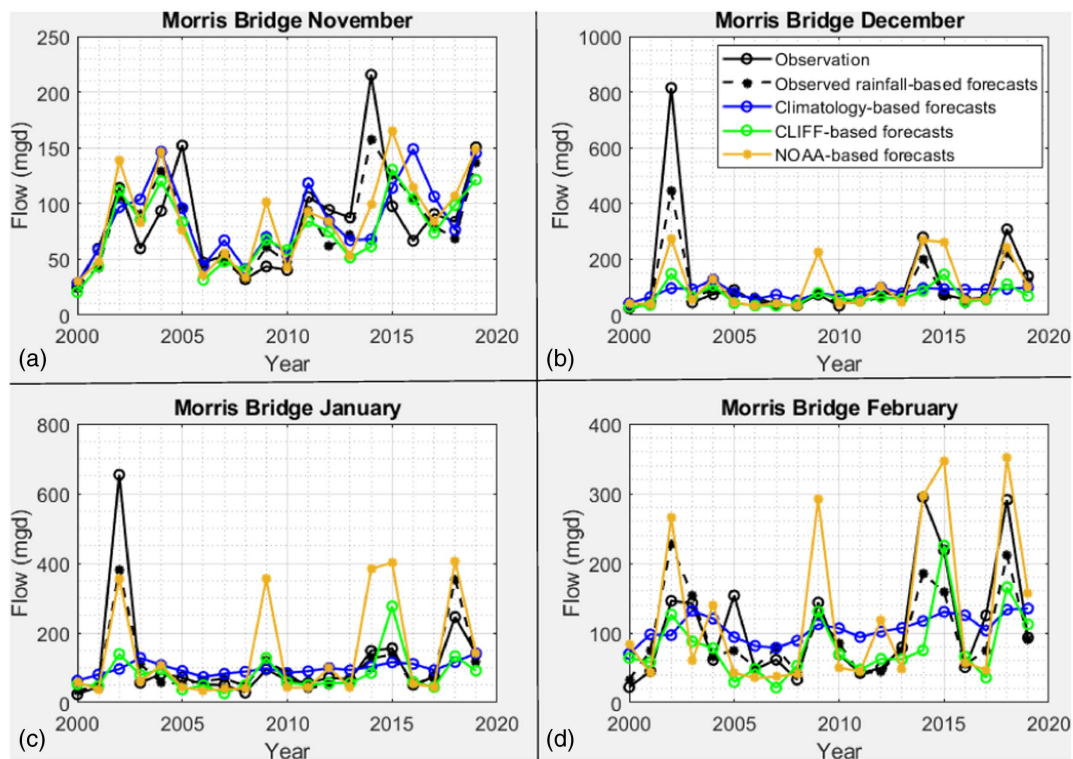 Morris Bridge November
250
200
150
100
50
0
Flow (mgd)
2000 2005 2010 2015 2020
Year
(a)
Morris Bridge December
1000
800
600
400
200
0
Flow (mgd)
Observation
Observed rainfall-based forecasts
Climatology-based forecasts
CLIFF-based forecasts
NOAA-based forecasts
2000 2005 2010 2015 2020
Year
(b)
Morris Bridge January
800
600
400
200
0
Flow (mgd)
2000 2005 2010 2015 2020
Year
(c)
Morris Bridge February
400
300
200
100
0
Flow (mgd)
2000 2005 2010 2015 2020
Year
(d)